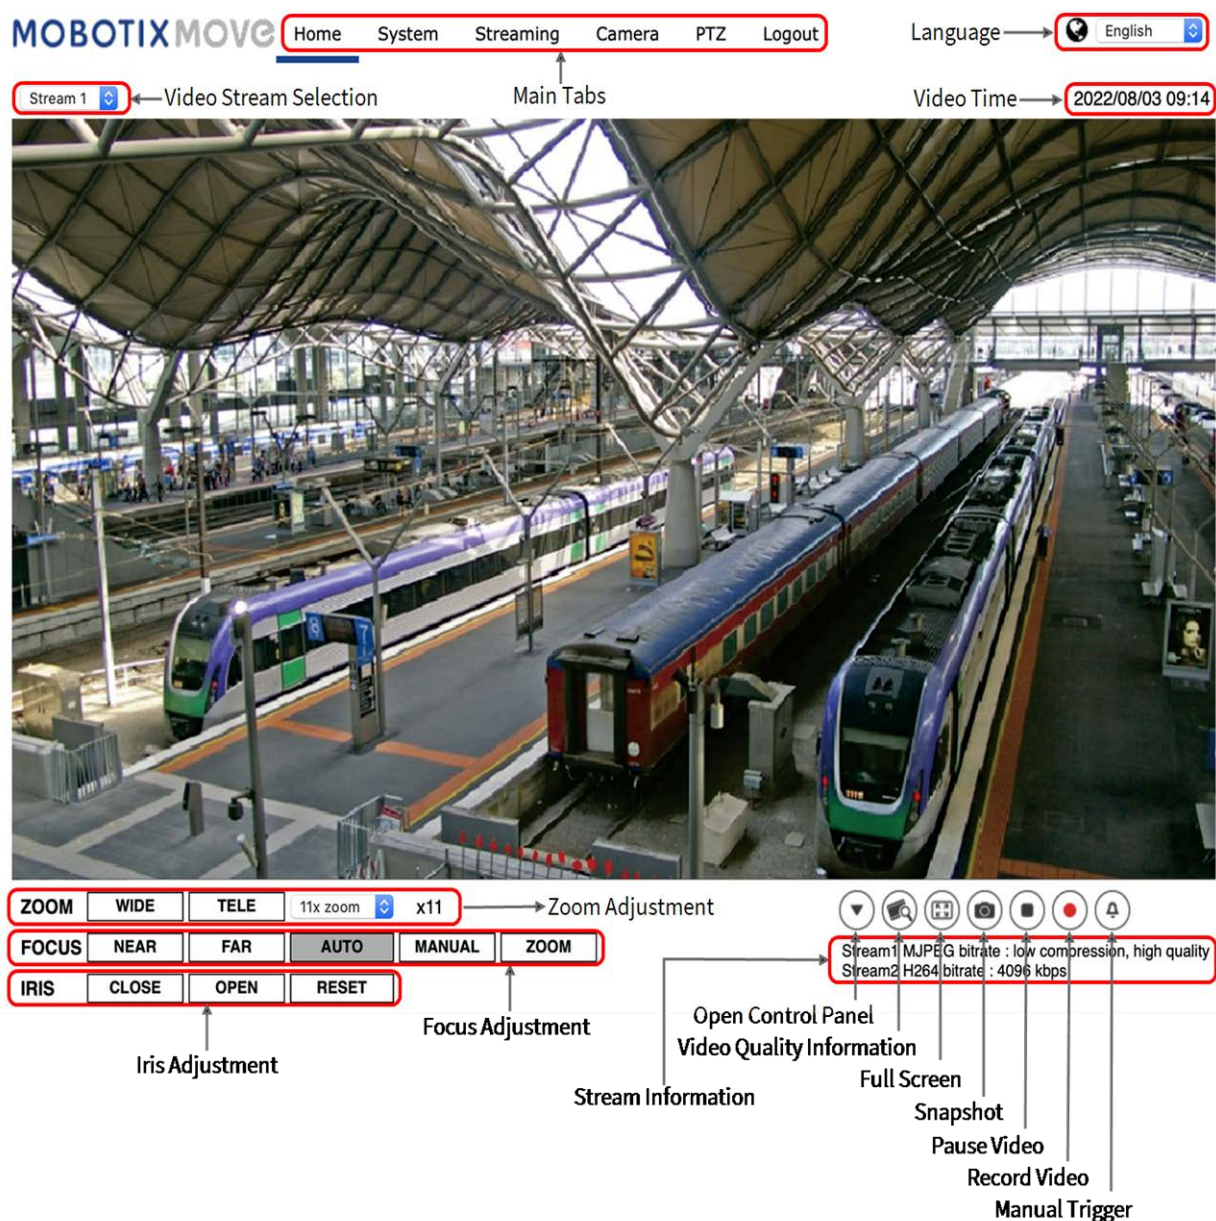 MOBOTIX MOVE
Home System Streaming Camera PTZ Logout
Language
English
Stream 1
Video Stream Selection
Main Tabs
Video Time
2022/08/03 09:14
8
7
ZOOM WIDE TELE 11x zoom x11
Zoom Adjustment
FOCUS NEAR FAR AUTO MANUAL ZOOM
IRIS CLOSE OPEN RESET
Stream1 MJPEG bitrate : low compression, high quality
Stream2 H264 bitrate : 4096 kbps
Focus Adjustment
Iris Adjustment
Open Control Panel
Video Quality Information
Full Screen
Stream Information
Snapshot
Pause Video
Record Video
Manual Trigger